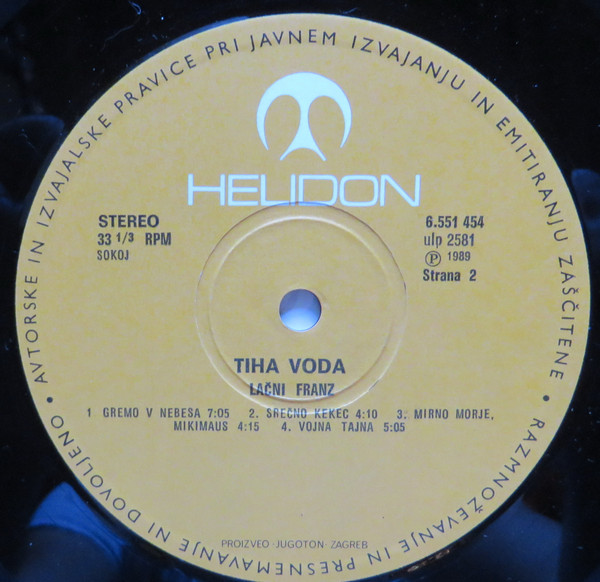 AVTORSKE IN IZVAJALSKE PRAVICE PRI JAVNEM IZVAJANJU IN EMITIRANJU ZAŠČITENE • RAZMNOŽEVANJE IN PRESNEMAVANJE NI DOVOLJENO •
HELIDON
STEREO
33 1/3 RPM
SOKOJ
6.551 454
ulp 2581
Ⓟ 1989
Strana 2
TIHA VODA
LAČNI FRANZ
1 GREMO V NEBESA 7:05 2. SREČNO KEKEC 4:10 3. MIRNO MORJE,
MIKIMAUS 4:15 4. VOJNA TAJNA 5:05
PROIZVEO - JUGOTON - ZAGREB